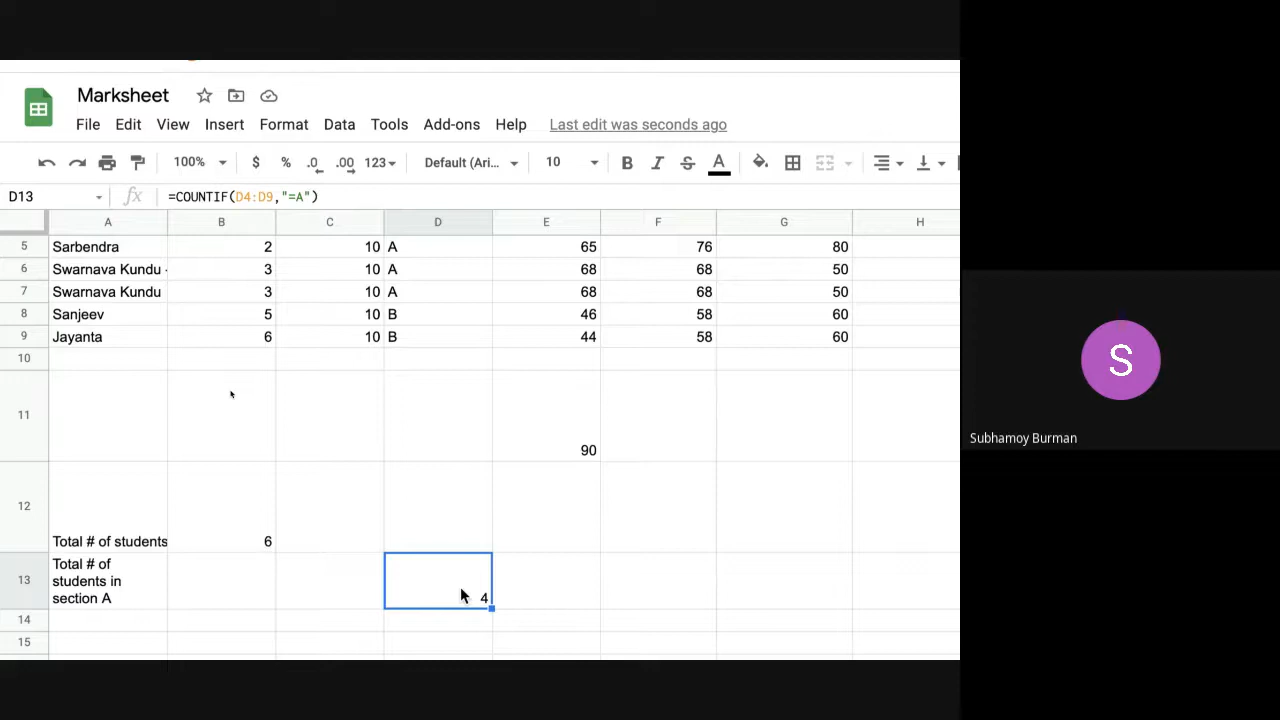 Marksheet
File Edit View Insert Format Data Tools Add-ons Help Last edit was seconds ago
100% $ % .0 .00 123 Default (Ari... 10 B I S A
D13 fx =COUNTIF(D4:D9,"=A")
A B C D E F G H
5 Sarbendra 2 10 A 65 76 80
6 Swarnava Kundu - 3 10 A 68 68 50
7 Swarnava Kundu 3 10 A 68 68 50
8 Sanjeev 5 10 B 46 58 60
9 Jayanta 6 10 B 44 58 60
10
11 90
12 Total # of students 6
13 Total # of
students in
section A 4
14
15
S
Subhamoy Burman